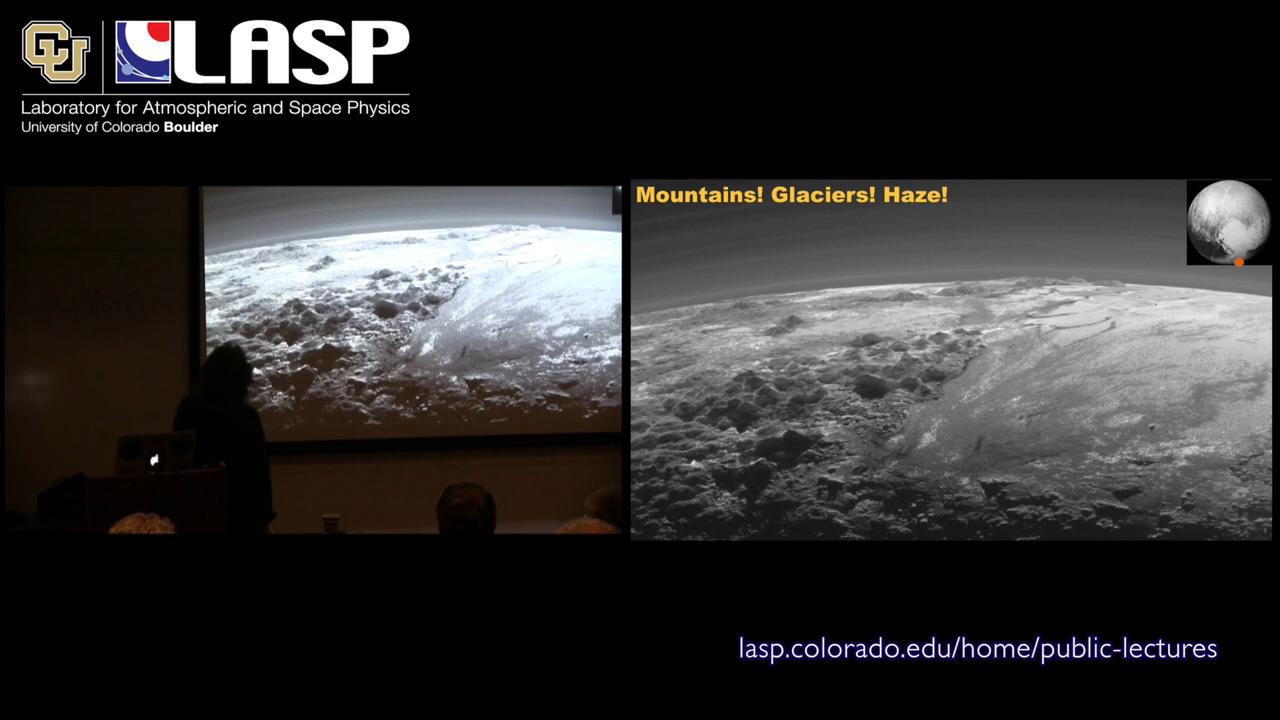 CU
LASP
Laboratory for Atmospheric and Space Physics
University of Colorado Boulder
Mountains! Glaciers! Haze!
lasp.colorado.edu/home/public-lectures